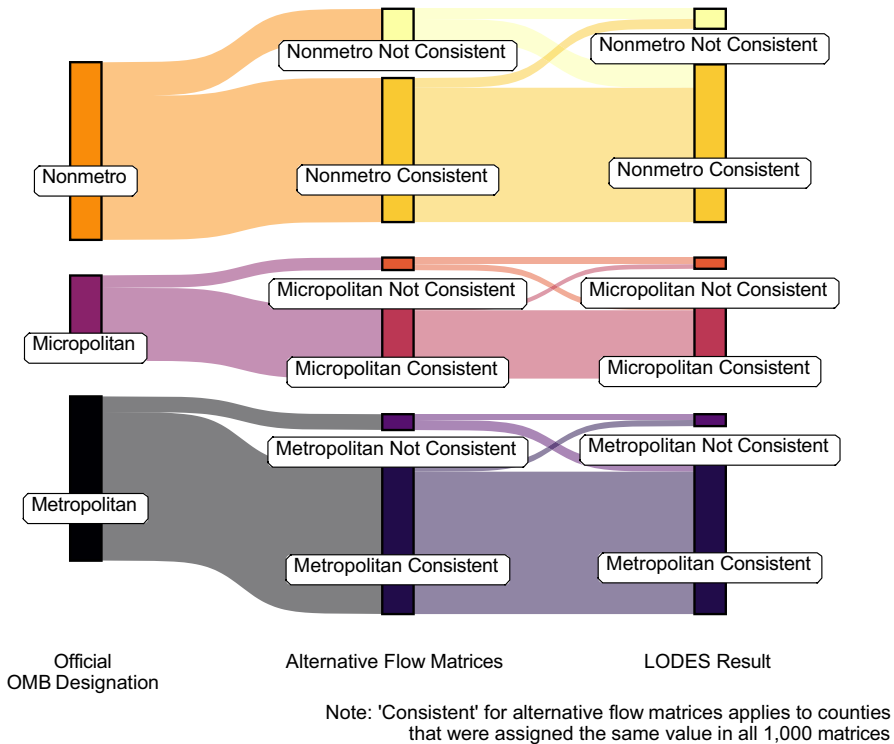 Nonmetro Not Consistent
Nonmetro Not Consistent
Nonmetro
Nonmetro Consistent
Nonmetro Consistent
Micropolitan Not Consistent
Micropolitan Not Consistent
Micropolitan
Micropolitan Consistent
Micropolitan Consistent
Metropolitan Not Consistent
Metropolitan Not Consistent
Metropolitan
Metropolitan Consistent
Metropolitan Consistent
Official
OMB Designation
Alternative Flow Matrices
LODES Result
Note: 'Consistent' for alternative flow matrices applies to counties
that were assigned the same value in all 1,000 matrices